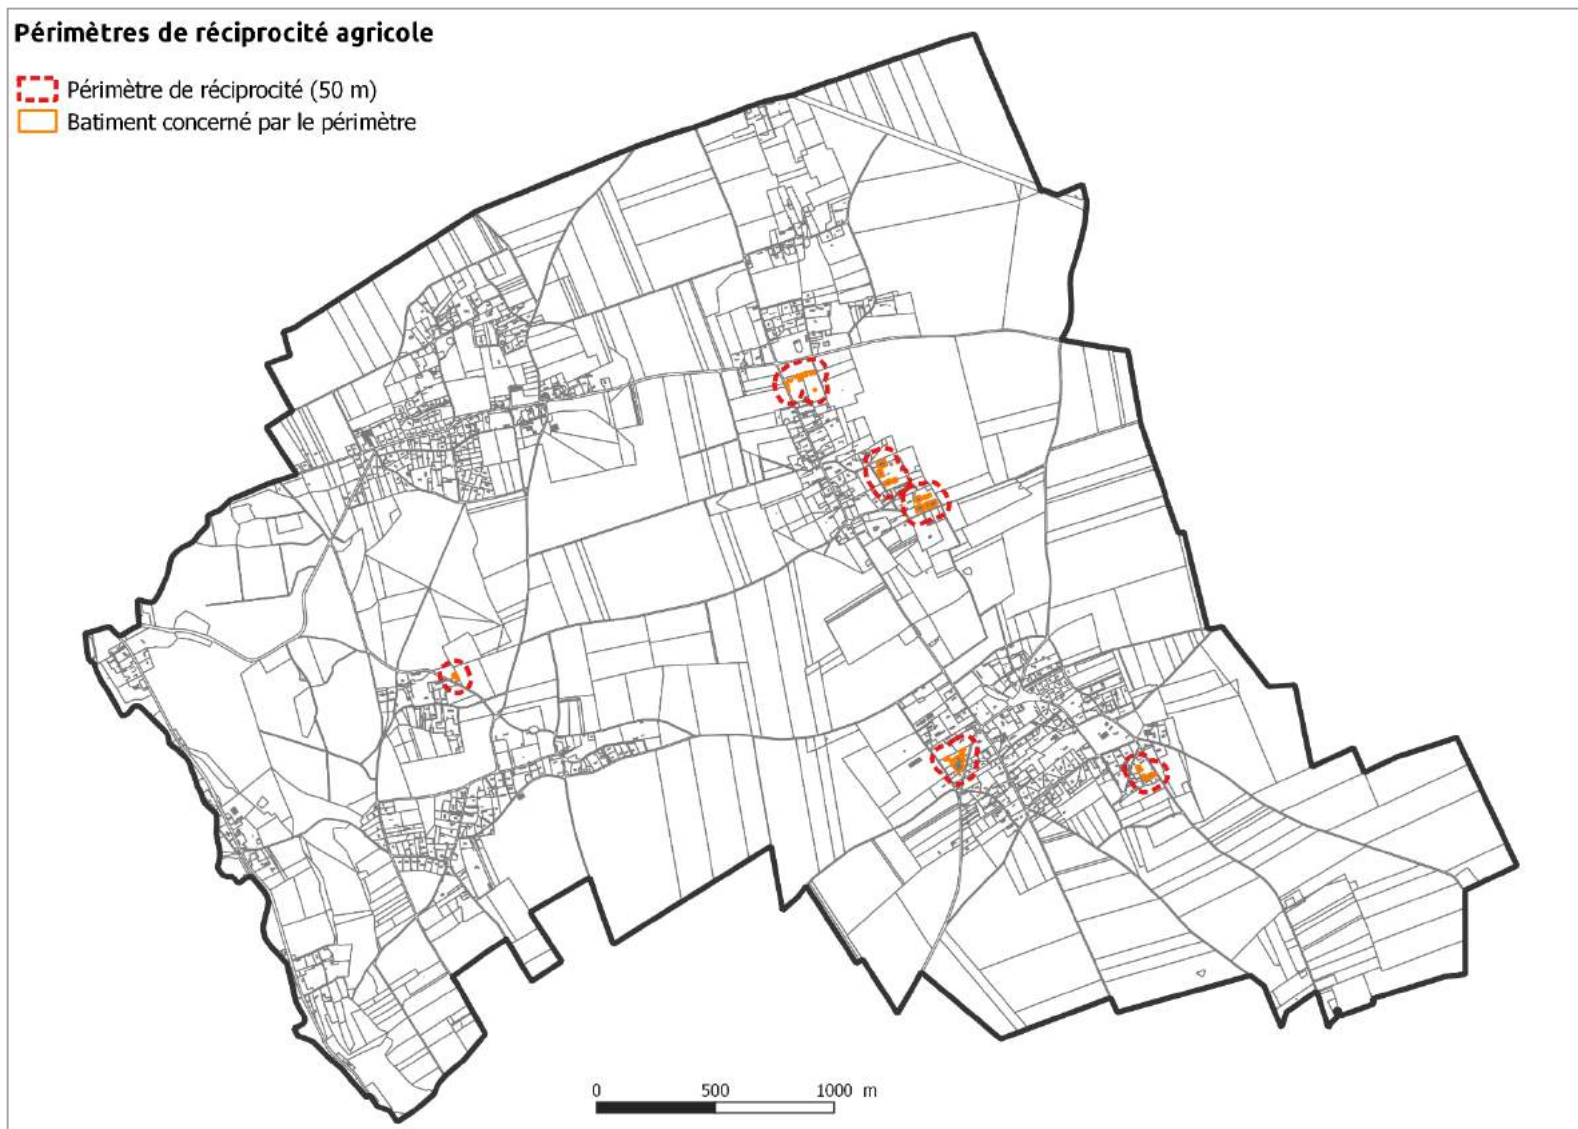 Périmètres de réciprocité agricole
Périmètre de réciprocité (50 m)
Batiment concerné par le périmètre
0 500 1000 m